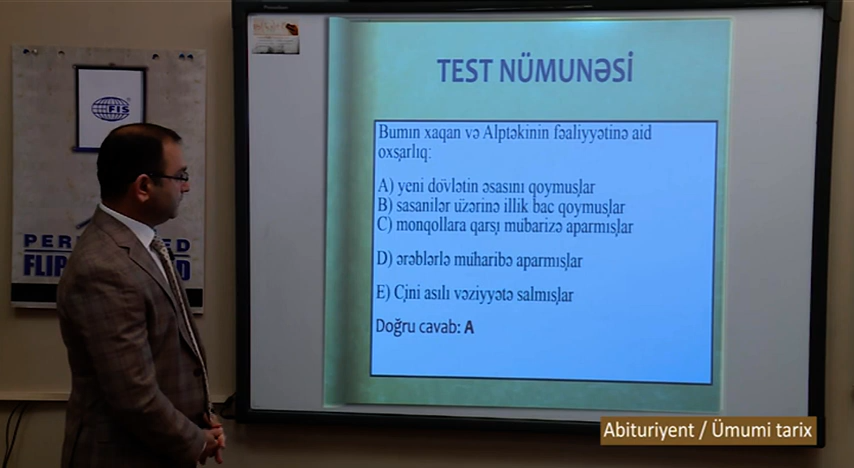 FIS
TEST NÜMUNƏSİ
Bumın xaqan və Alptəkinin fəaliyyətinə aid
oxşarlıq:
A) yeni dövlətin əsasını qoymuşlar
B) sasanilər üzərinə illik bac qoymuşlar
C) monqollara qarşı mübarizə aparmışlar
D) ərəblərlə müharibə aparmışlar
E) Çini asılı vəziyyətə salmışlar
Doğru cavab: A
Abituriyent / Ümumi tarix